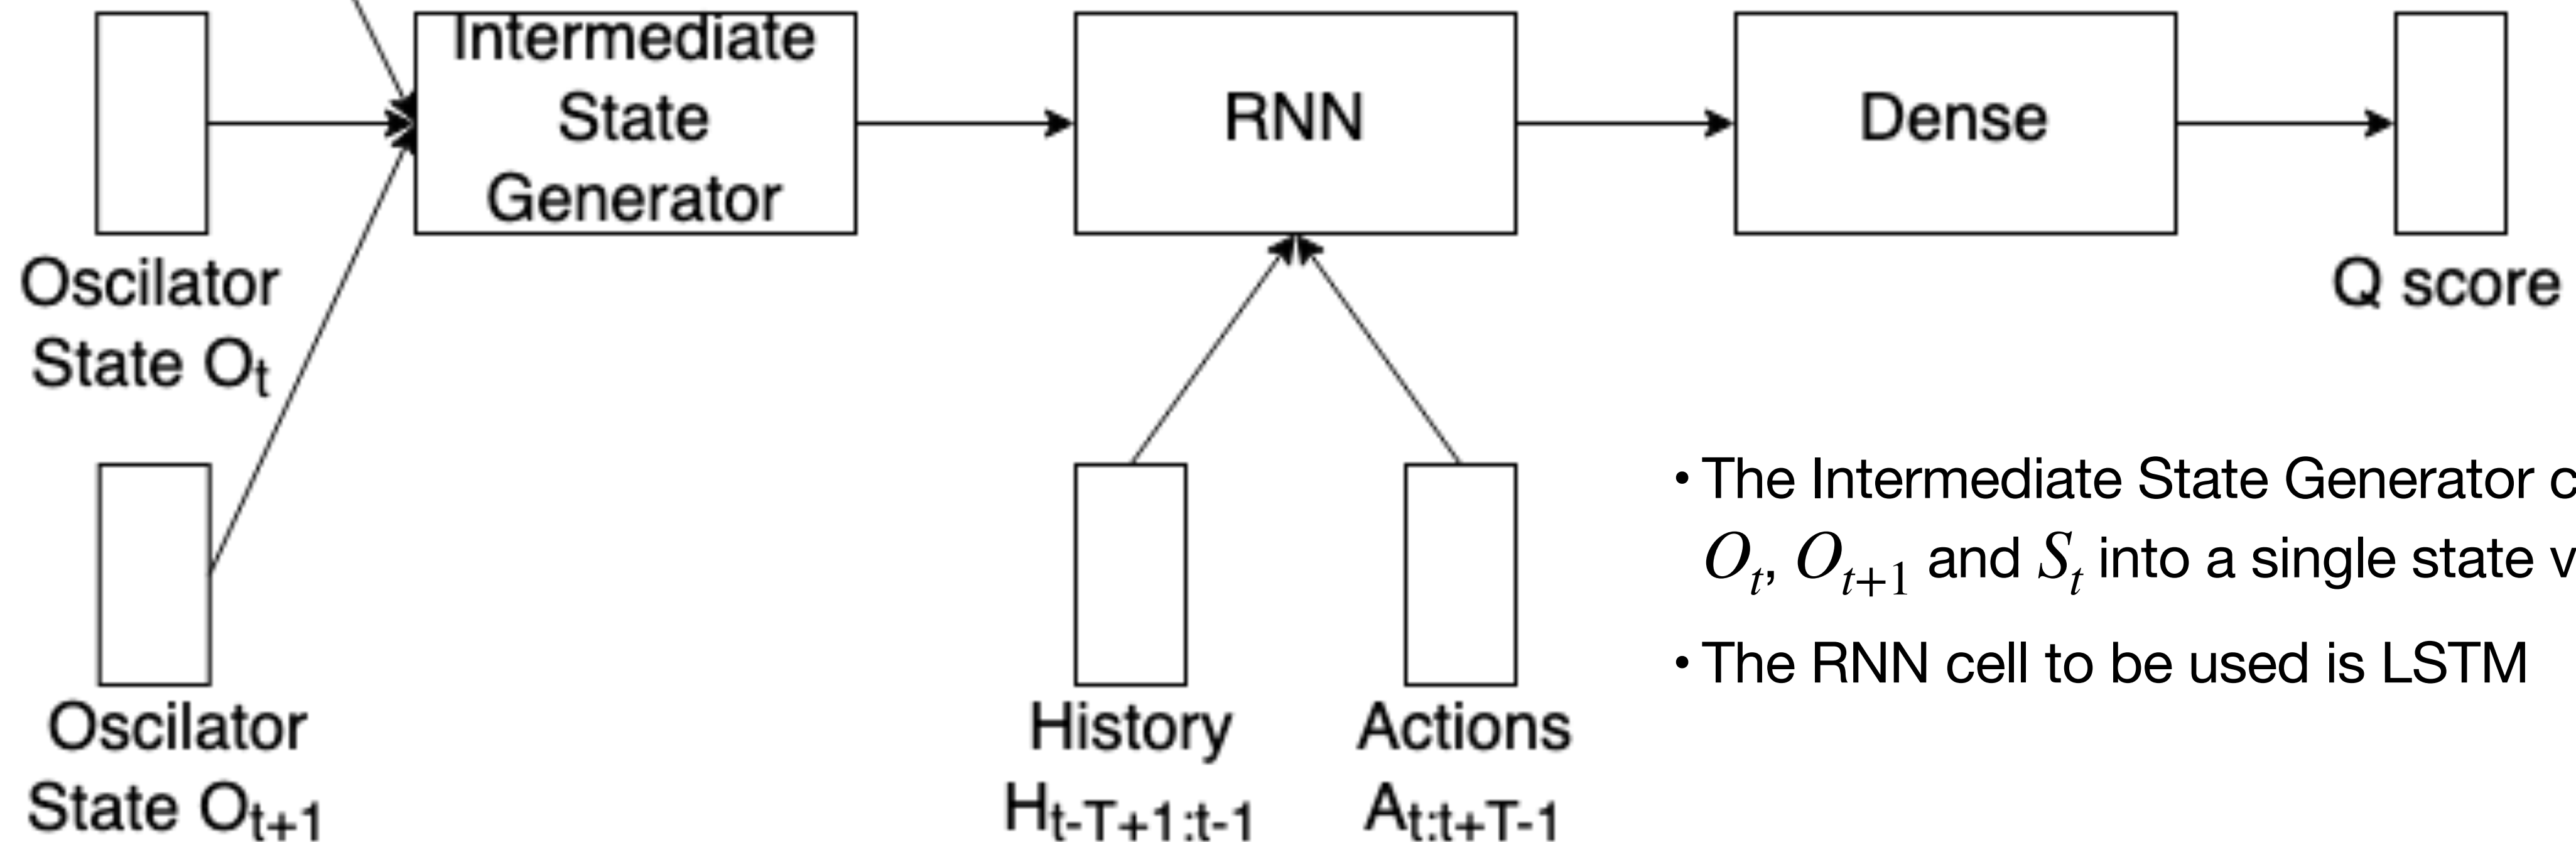 Intermediate
State
Generator
RNN
Dense
Oscilator
State Oₜ
Q score
Oscilator
State Oₜ₊₁
History
H_{t-T+1:t-1}
Actions
A_{t:t+T-1}
• The Intermediate State Generator
Oₜ, Oₜ₊₁ and Sₜ into a single state
• The RNN cell to be used is LSTM